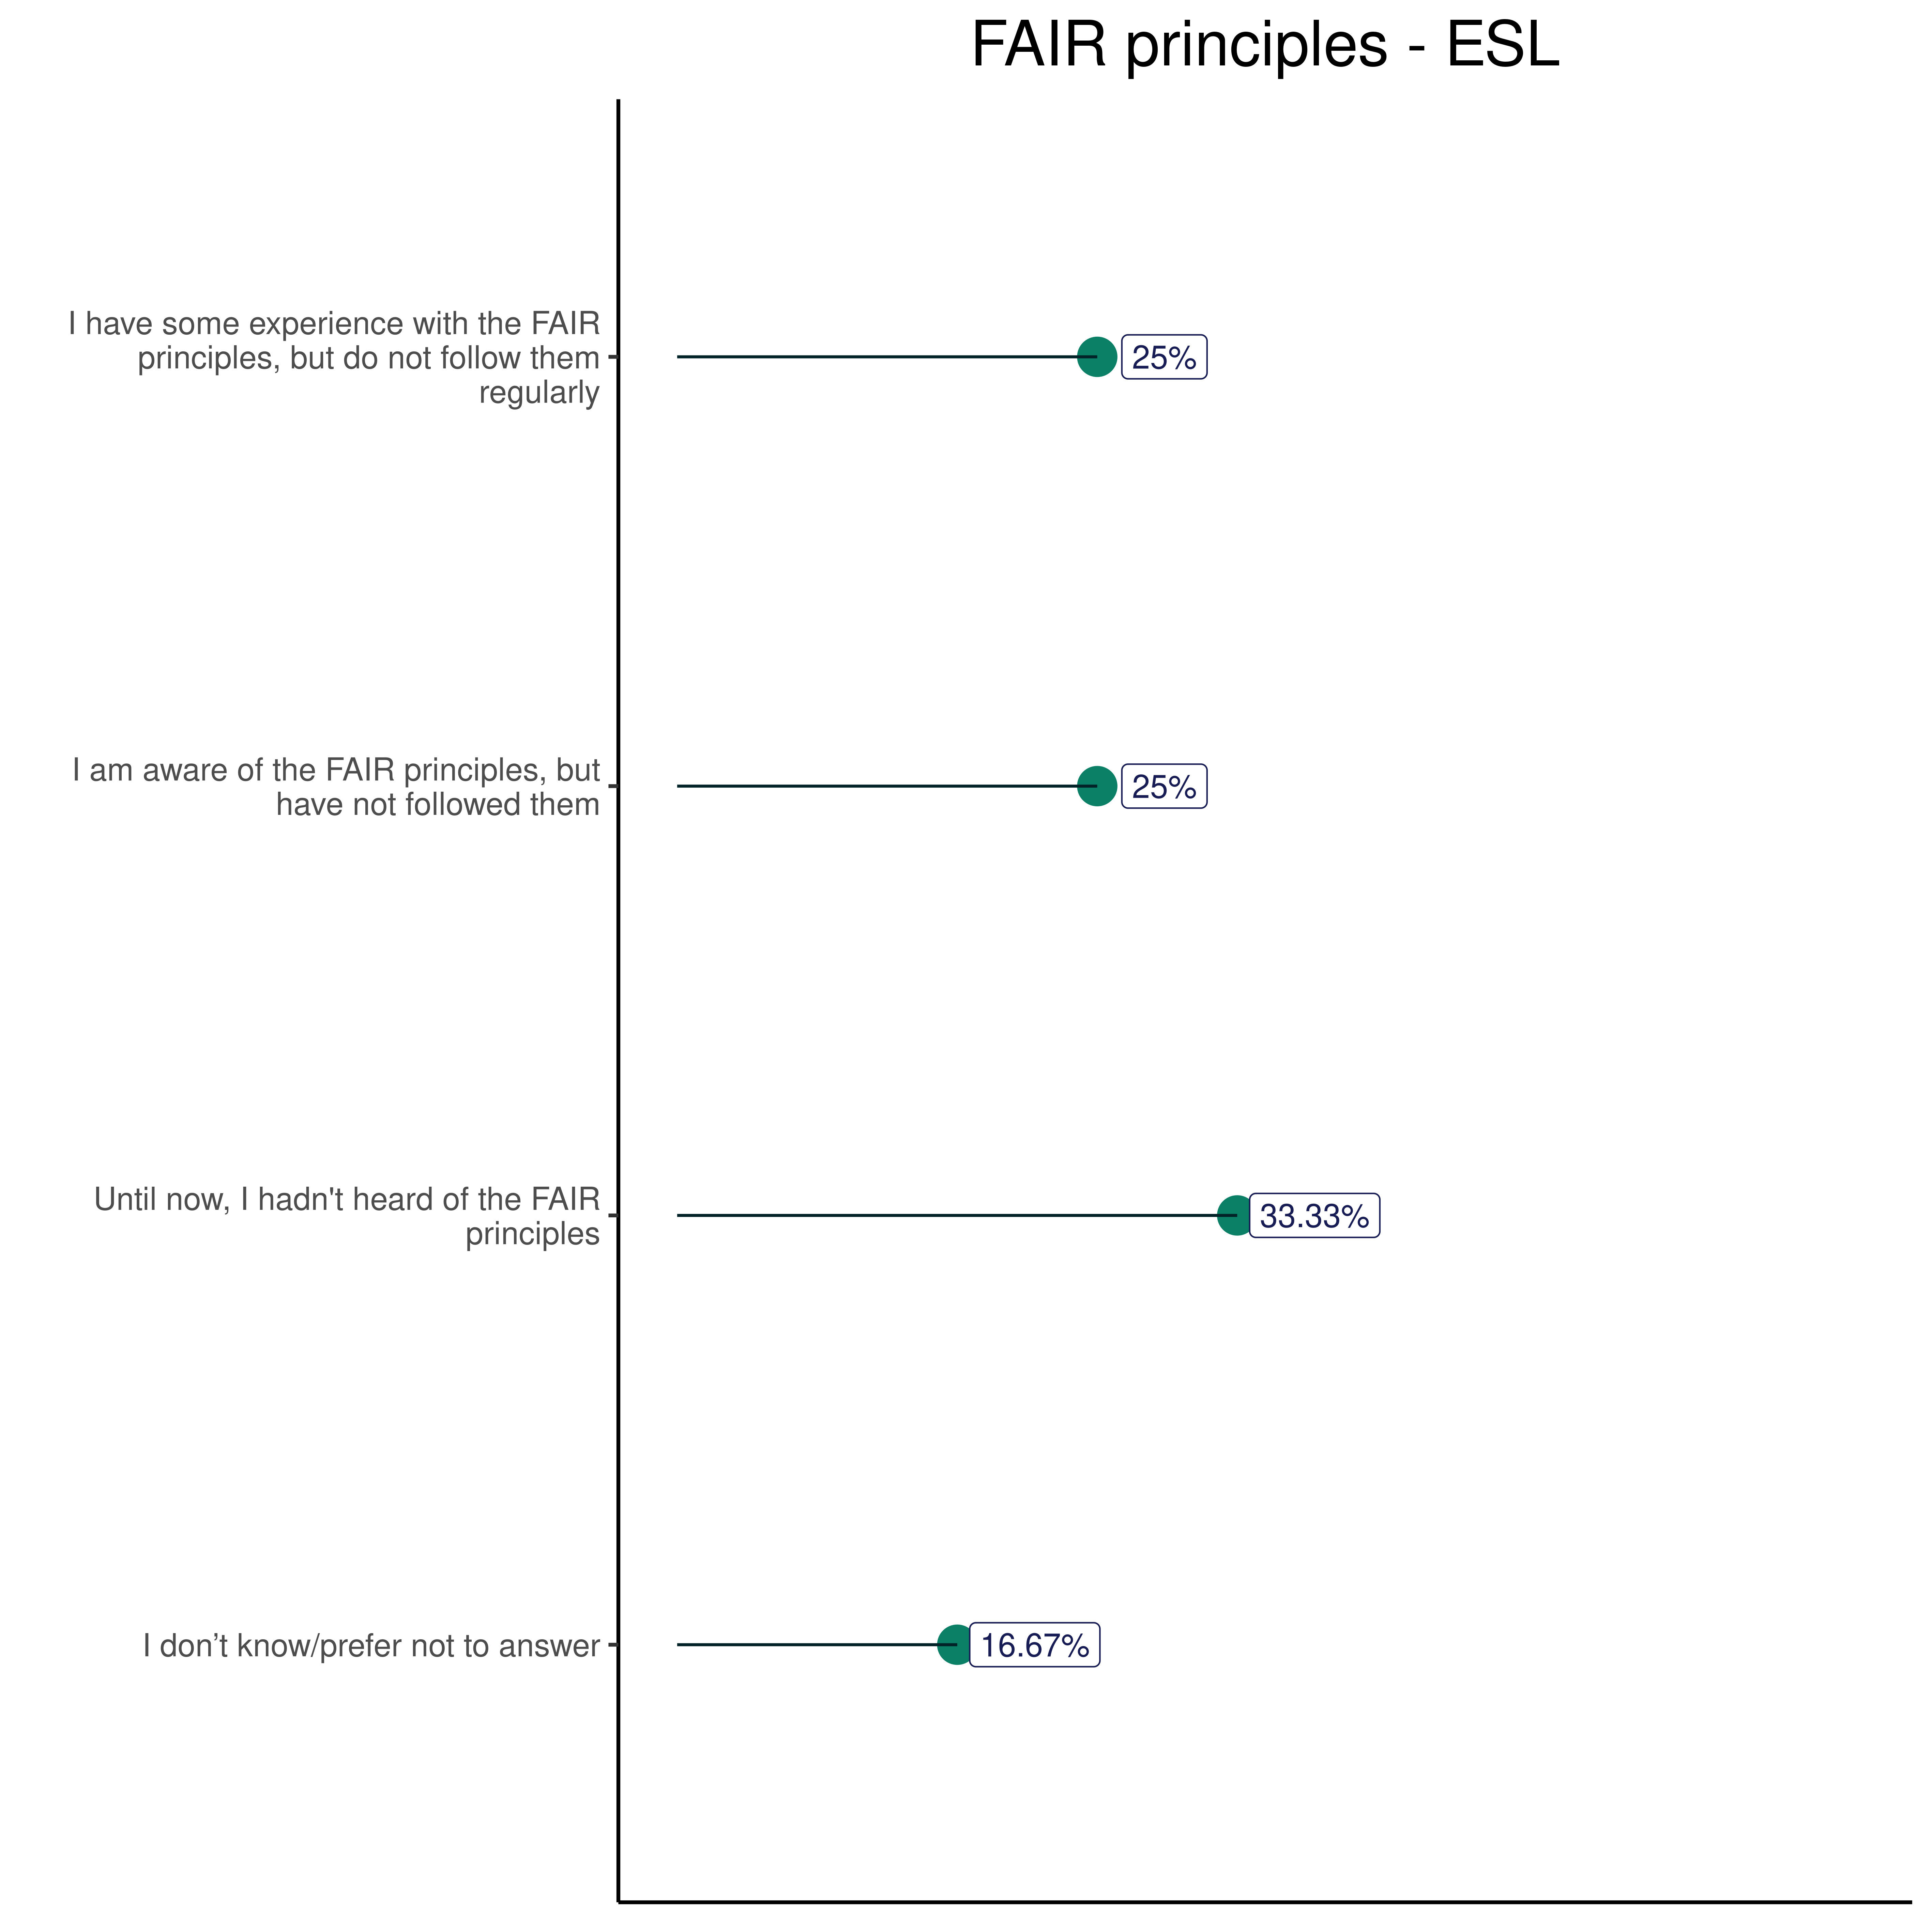 FAIR principles - ESL
I have some experience with the FAIR
principles, but do not follow them
regularly
25%
I am aware of the FAIR principles, but
have not followed them
25%
Until now, I hadn't heard of the FAIR
principles
33.33%
I don’t know/prefer not to answer
16.67%